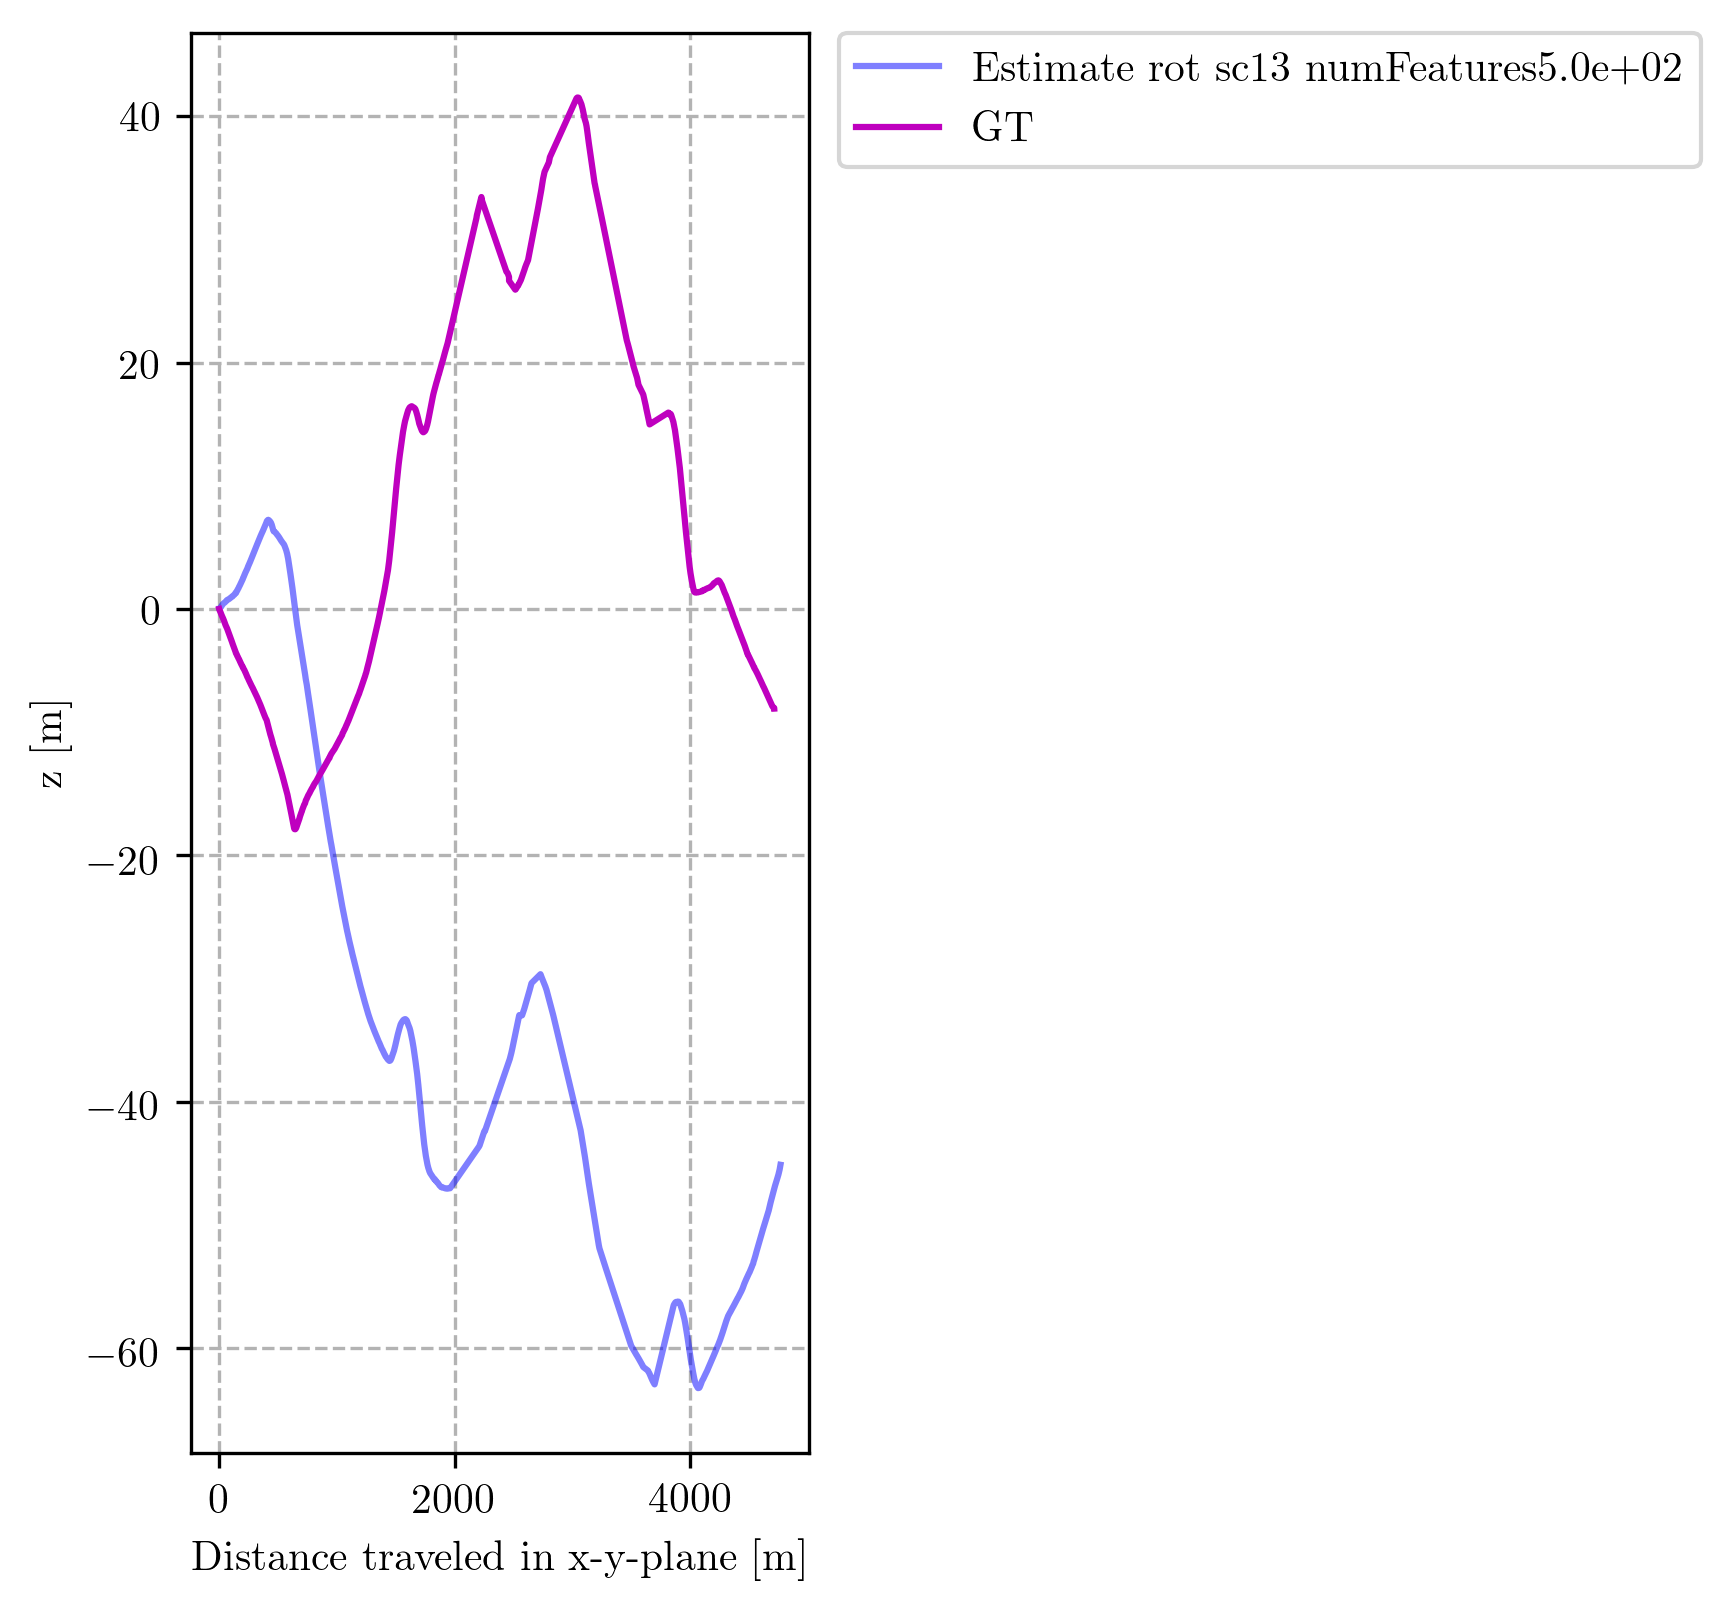 Estimate rot sc13 numFeatures5.0e+02
GT
40
20
0
−20
−40
−60
z [m]
0 2000 4000
Distance traveled in x-y-plane [m]